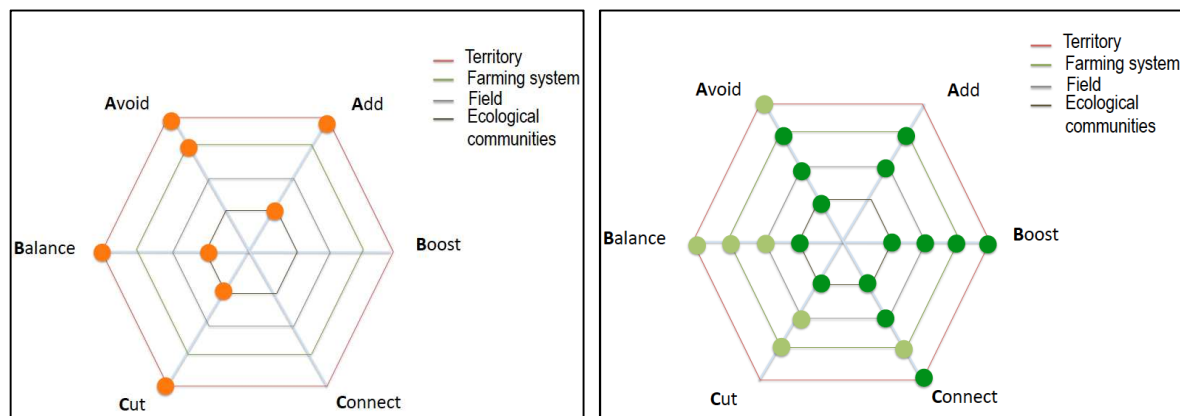 Territory
Farming system
Field
Ecological
communities
Avoid
Add
Balance
Boost
Cut
Connect
Territory
Farming system
Field
Ecological
communities
Avoid
Add
Balance
Boost
Cut
Connect